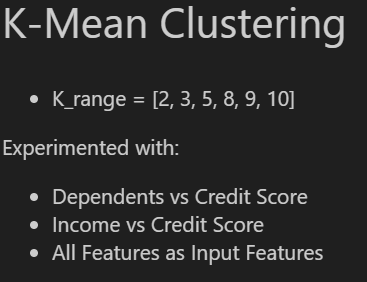 K-Mean Clustering
• K_range = [2, 3, 5, 8, 9, 10]
Experimented with:
• Dependents vs Credit Score
• Income vs Credit Score
• All Features as Input Features